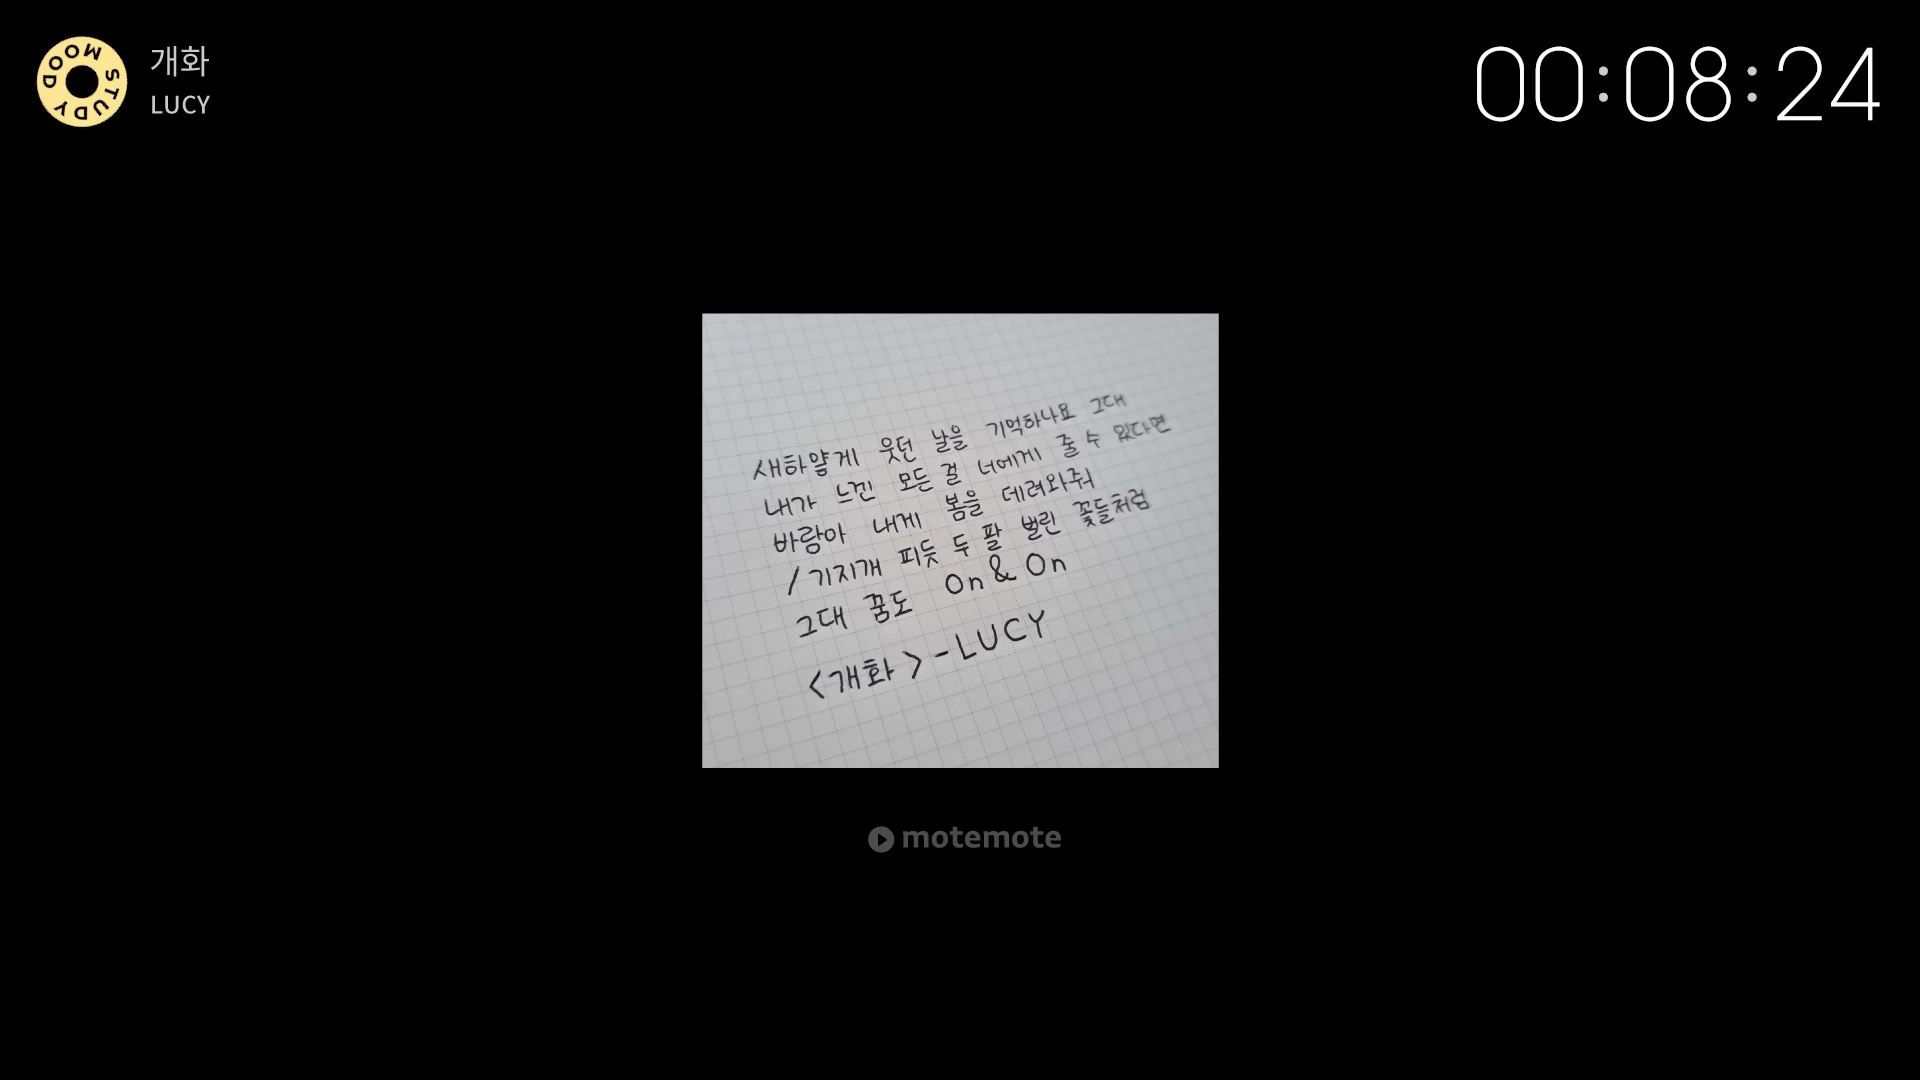 MOOD STUDY
개화
LUCY
00:08:24
새하얗게 웃던 날을 기억하나요 그대
내가 느낀 모든 걸 너에게 줄 수 있다면
바람아 내게 봄을 데려와줘
/ 기지개 피듯 두 팔 벌린 꽃들처럼
그대 꿈도 On & On
<개화> - LUCY
motemote